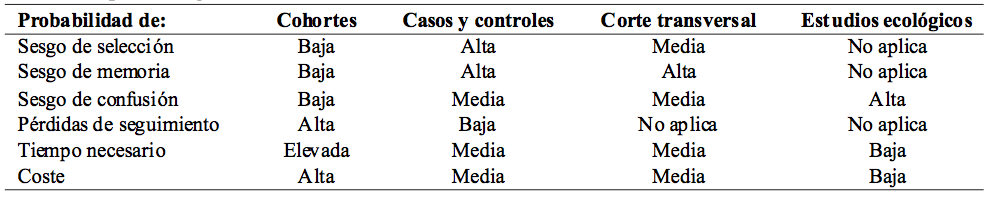 Probabilidad de: Cohortes Casos y controles Corte transversal Estudios ecológicos
Sesgo de selección Baja Alta Media No aplica
Sesgo de memoria Baja Alta Alta No aplica
Sesgo de confusión Baja Media Media Alta
Pérdidas de seguimiento Alta Baja No aplica No aplica
Tiempo necesario Elevada Media Media Baja
Coste Alta Media Media Baja